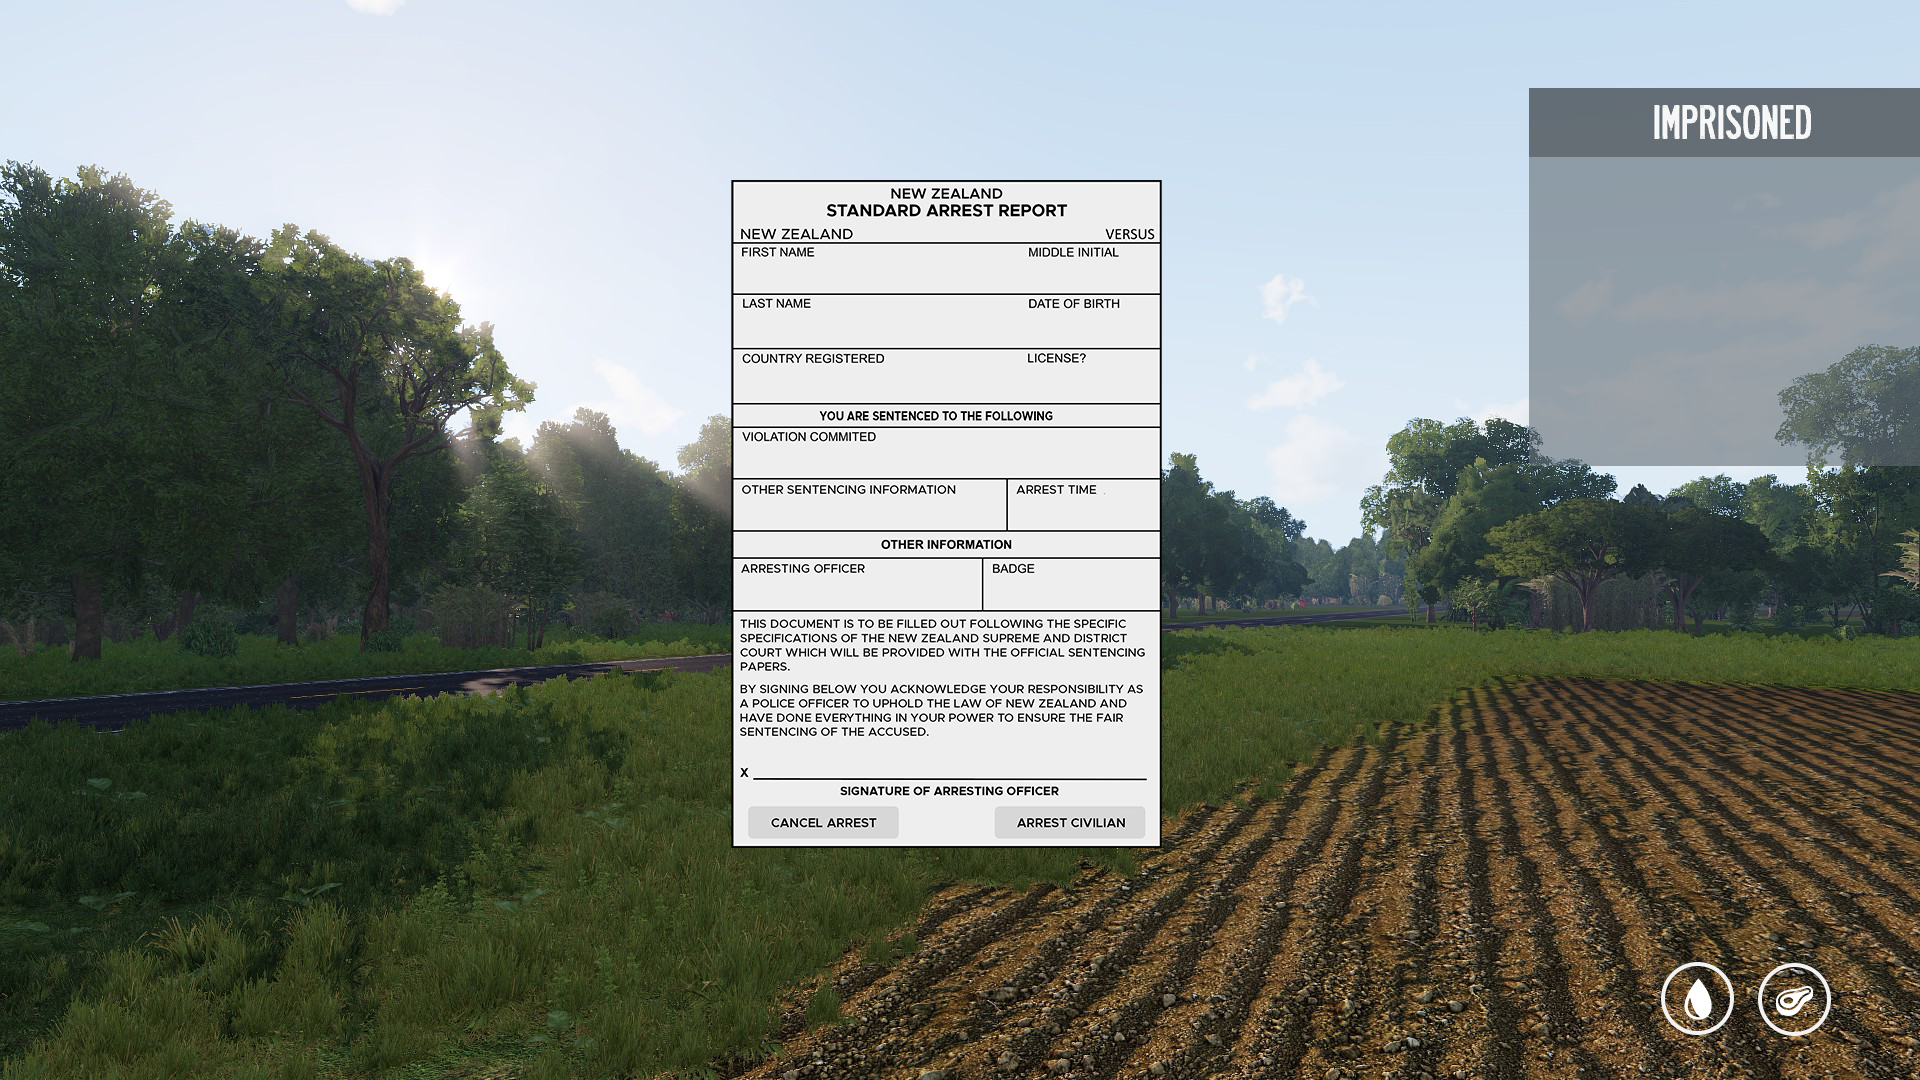 IMPRISONED
NEW ZEALAND
STANDARD ARREST REPORT
NEW ZEALAND VERSUS
FIRST NAME MIDDLE INITIAL
LAST NAME DATE OF BIRTH
COUNTRY REGISTERED LICENSE?
YOU ARE SENTENCED TO THE FOLLOWING
VIOLATION COMMITED
OTHER SENTENCING INFORMATION ARREST TIME
OTHER INFORMATION
ARRESTING OFFICER BADGE
THIS DOCUMENT IS TO BE FILLED OUT FOLLOWING THE SPECIFIC
SPECIFICATIONS OF THE NEW ZEALAND SUPREME AND DISTRICT
COURT WHICH WILL BE PROVIDED WITH THE OFFICIAL SENTENCING
PAPERS.
BY SIGNING BELOW YOU ACKNOWLEDGE YOUR RESPONSIBILITY AS
A POLICE OFFICER TO UPHOLD THE LAW OF NEW ZEALAND AND
HAVE DONE EVERYTHING IN YOUR POWER TO ENSURE THE FAIR
SENTENCING OF THE ACCUSED.
X
SIGNATURE OF ARRESTING OFFICER
CANCEL ARREST ARREST CIVILIAN